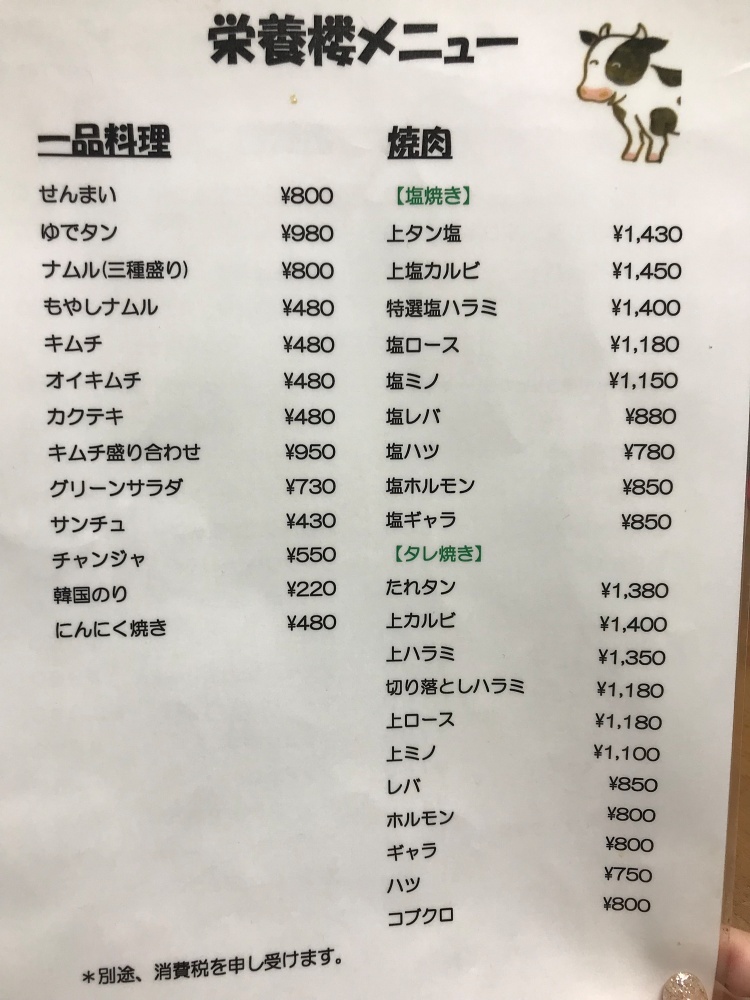 栄養楼メニュー
一品料理
せんまい ¥800
ゆでタン ¥980
ナムル(三種盛り) ¥800
もやしナムル ¥480
キムチ ¥480
オイキムチ ¥480
カクテキ ¥480
キムチ盛り合わせ ¥950
グリーンサラダ ¥730
サンチュ ¥430
チャンジャ ¥550
韓国のり ¥220
にんにく焼き ¥480
焼肉
【塩焼き】
上タン塩 ¥1,430
上塩カルビ ¥1,450
特選塩ハラミ ¥1,400
塩ロース ¥1,180
塩ミノ ¥1,150
塩レバ ¥880
塩ハツ ¥780
塩ホルモン ¥850
塩ギャラ ¥850
【タレ焼き】
たれタン ¥1,380
上カルビ ¥1,400
上ハラミ ¥1,350
切り落としハラミ ¥1,180
上ロース ¥1,180
上ミノ ¥1,100
レバ ¥850
ホルモン ¥800
ギャラ ¥800
ハツ ¥750
コブクロ ¥800
＊別途、消費税を申し受けます。